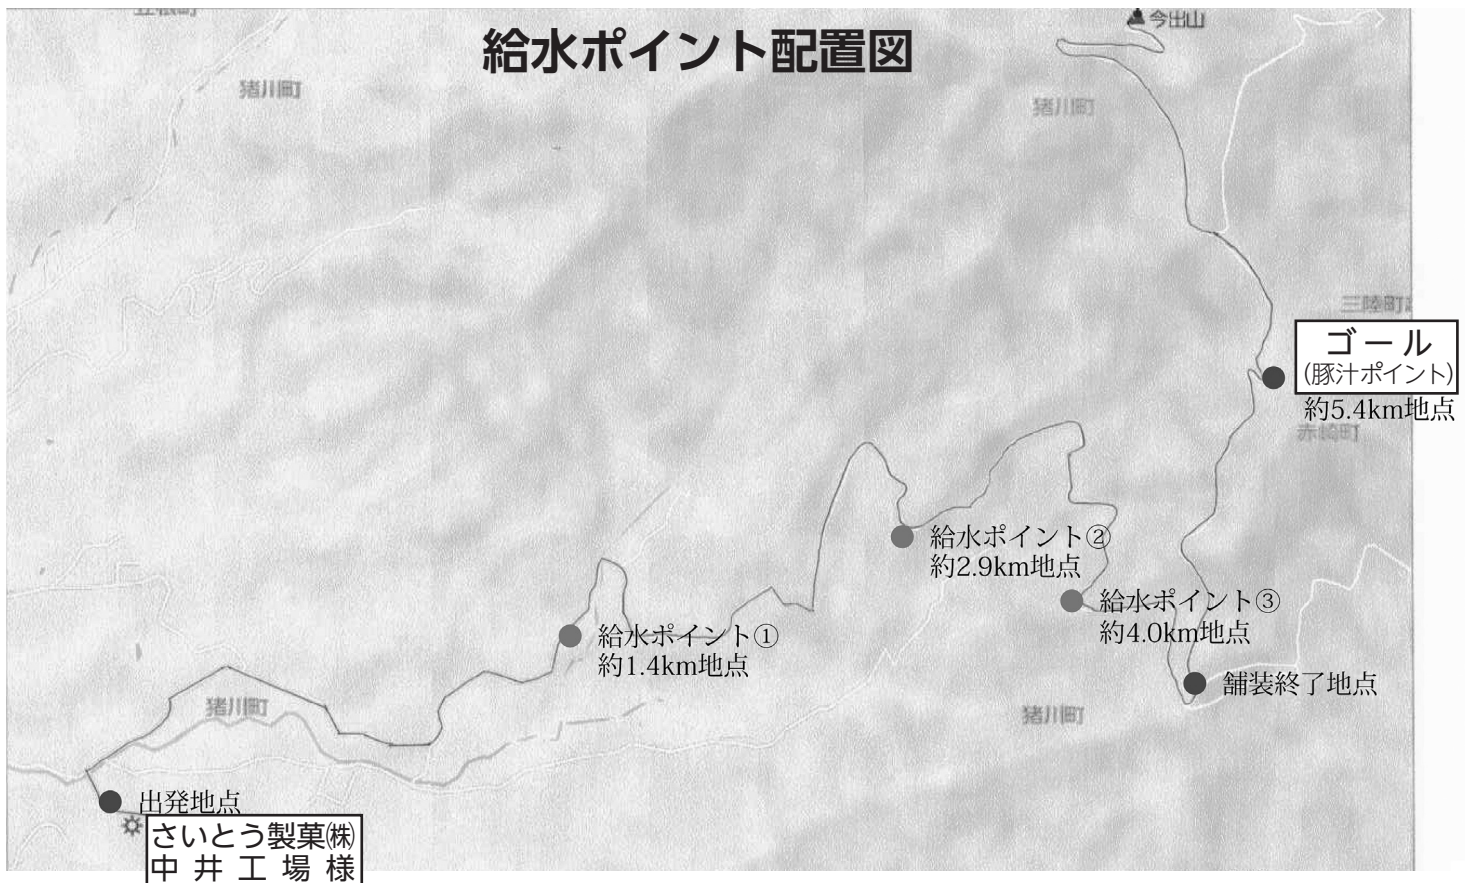 給水ポイント配置図
今出山
猪川町
猪川町
三陸町
ゴール
(豚汁ポイント)
約5.4km地点
赤崎町
給水ポイント②
約2.9km地点
給水ポイント③
約4.0km地点
給水ポイント①
約1.4km地点
舗装終了地点
猪川町
猪川町
出発地点
さいとう製菓㈱
中井工場様